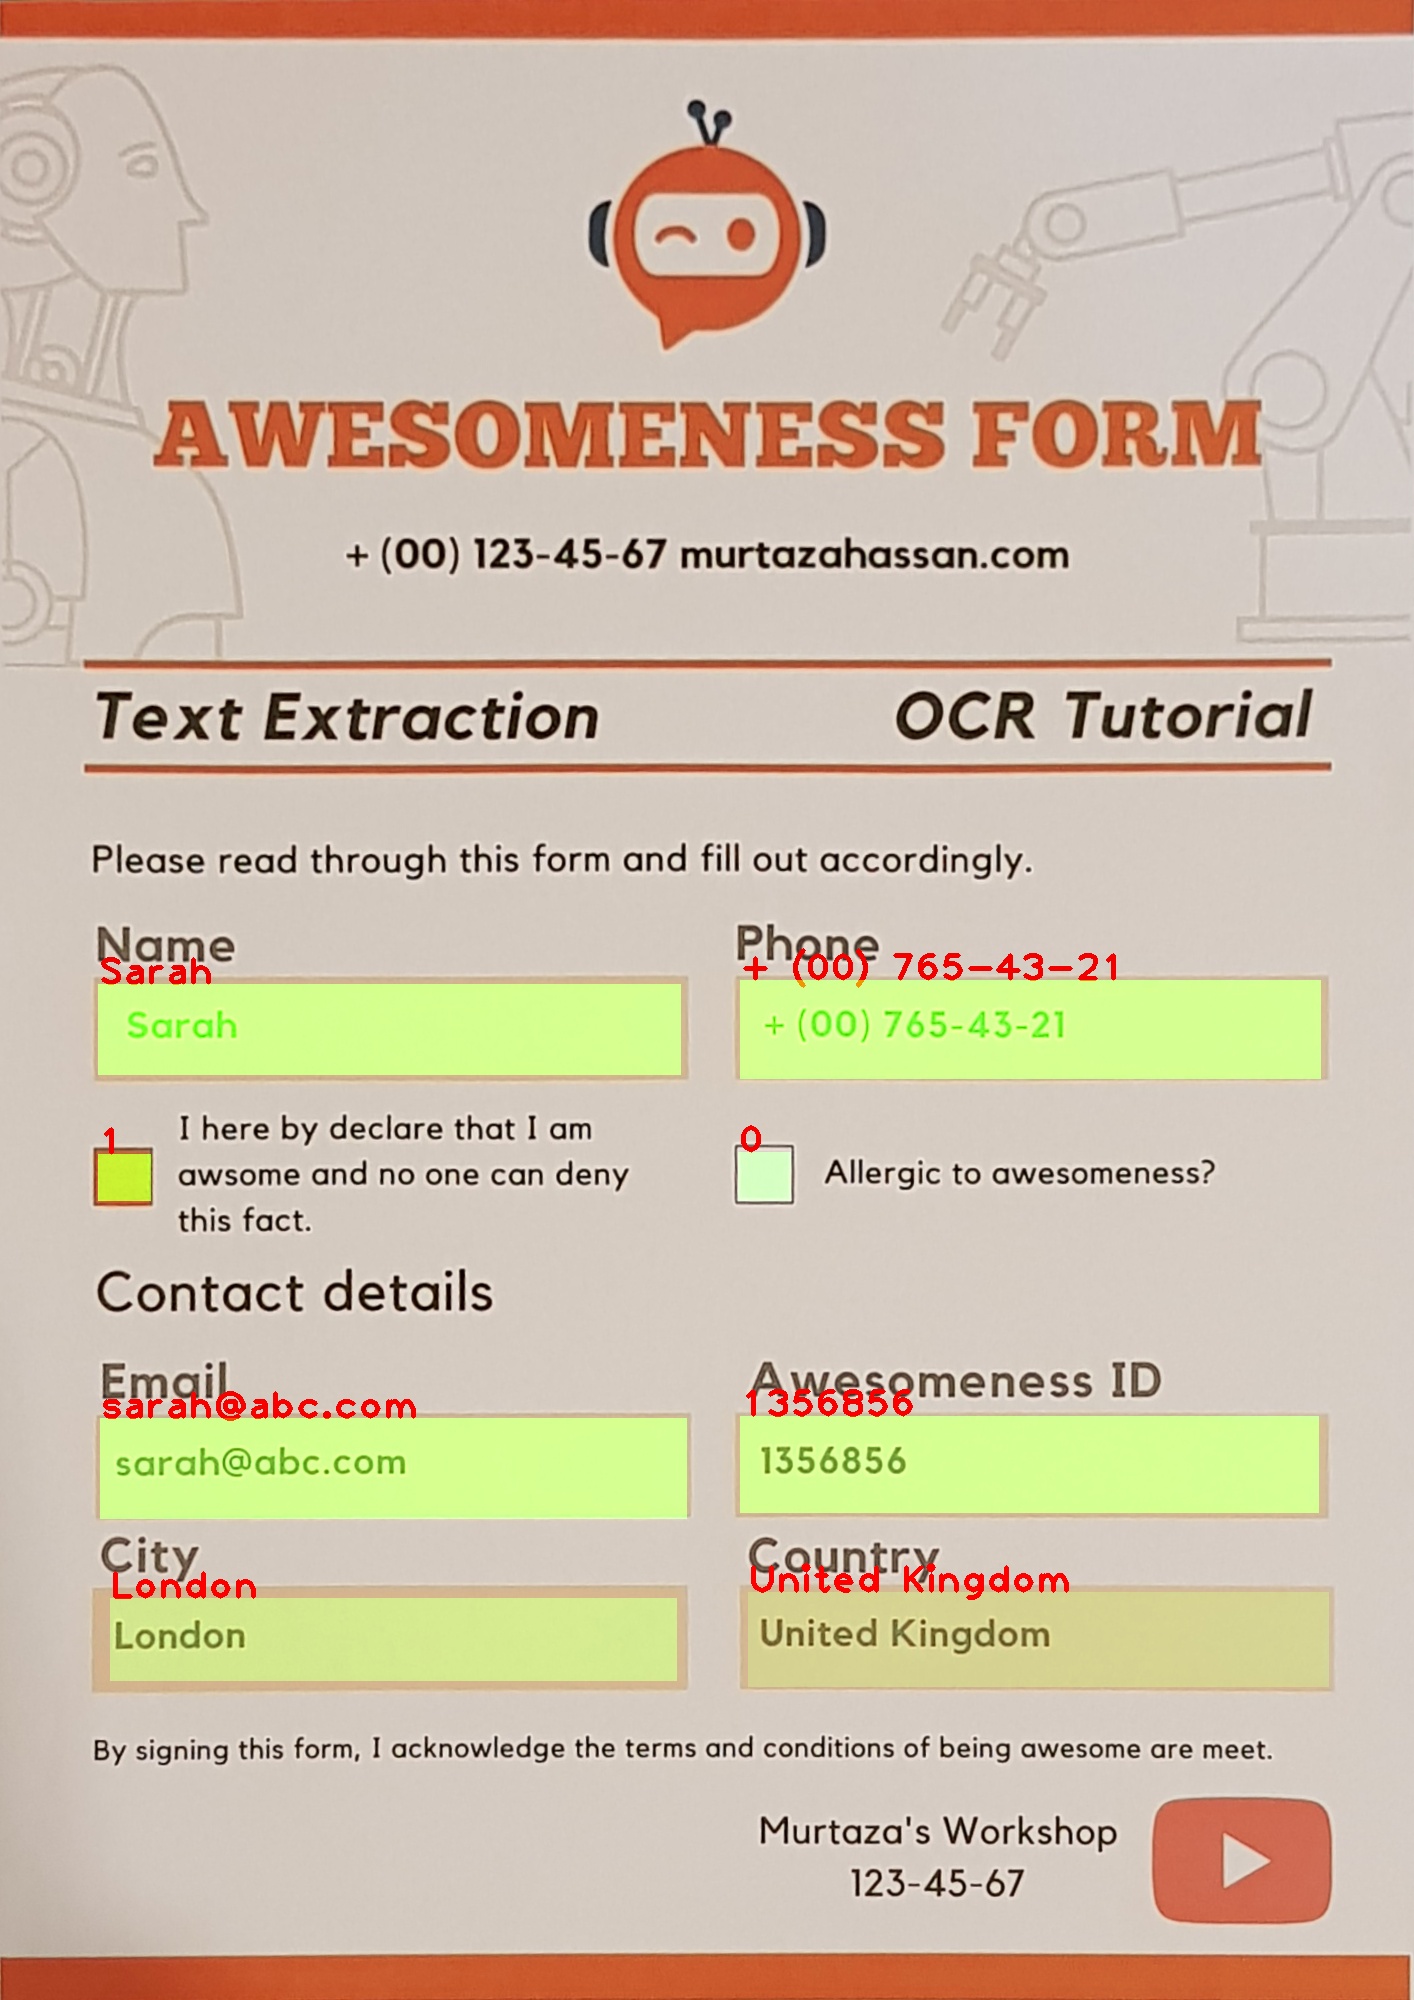 AWESOMENESS FORM
+ (00) 123-45-67 murtazahassan.com
Text Extraction OCR Tutorial
Please read through this form and fill out accordingly.
Name Phone
Sarah + (00) 765-43-21
Sarah + (00) 765-43-21
1 I here by declare that I am
awsome and no one can deny
this fact.
0 Allergic to awesomeness?
Contact details
Email Awesomeness ID
sarah@abc.com 1356856
sarah@abc.com 1356856
City Country
London United Kingdom
London United Kingdom
By signing this form, I acknowledge the terms and conditions of being awesome are meet.
Murtaza's Workshop
123-45-67